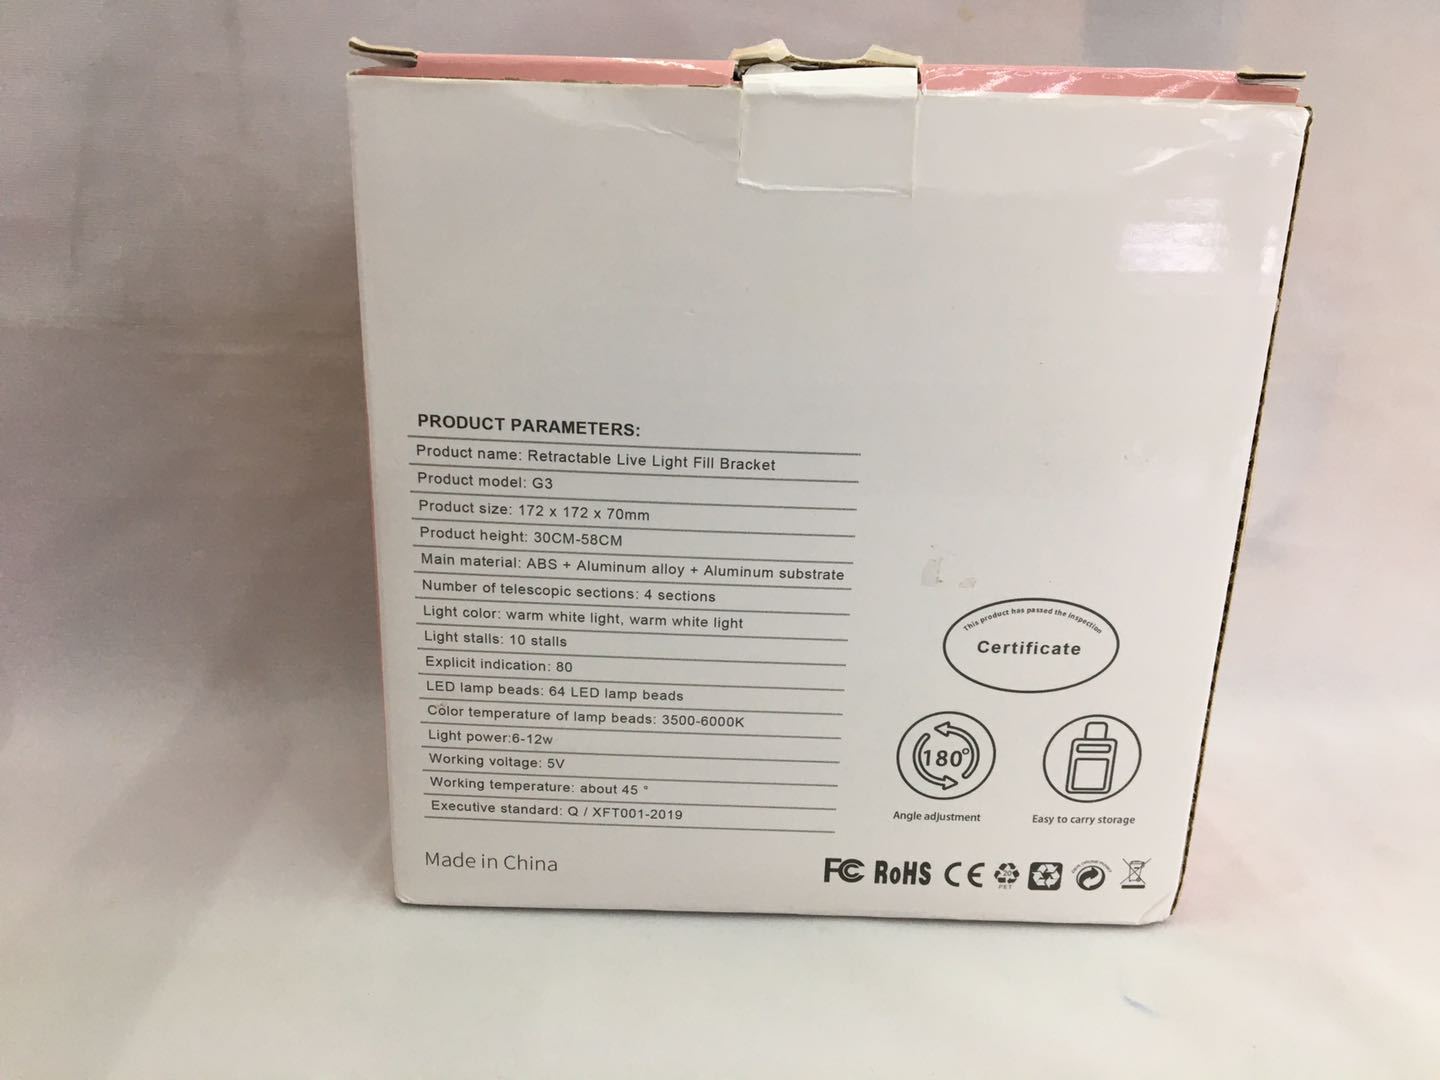 PRODUCT PARAMETERS:
Product name: Retractable Live Light Fill Bracket
Product model: G3
Product size: 172 x 172 x 70mm
Product height: 30CM-58CM
Main material: ABS + Aluminum alloy + Aluminum substrate
Number of telescopic sections: 4 sections
Light color: warm white light, warm white light
Light stalls: 10 stalls
Explicit indication: 80
LED lamp beads: 64 LED lamp beads
Color temperature of lamp beads: 3500-6000K
Light power:6-12w
Working voltage: 5V
Working temperature: about 45 °
Executive standard: Q / XFT001-2019
Made in China
This product has passed the inspection
Certificate
180°
Angle adjustment
Easy to carry storage
FC RoHS CE
20
PET